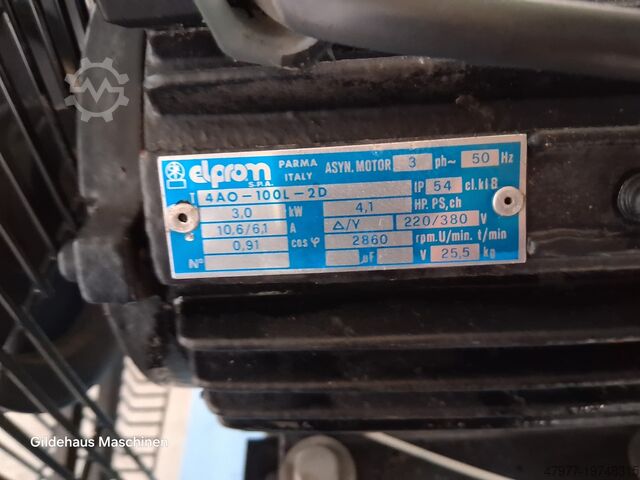 elprom S.P.A. PARMA ITALY ASYN. MOTOR 3 ph~ 50 Hz
T 4AO-100L-2D IP 54 cl.kl B
3,0 kW 4,1 HP. PS, ch
10,6/6,1 A Δ/Y 220/380 V
0,91 cos φ 2860 rpm. U/min. t/min
N° µF V 25,5 kg
Gildehaus Maschinen